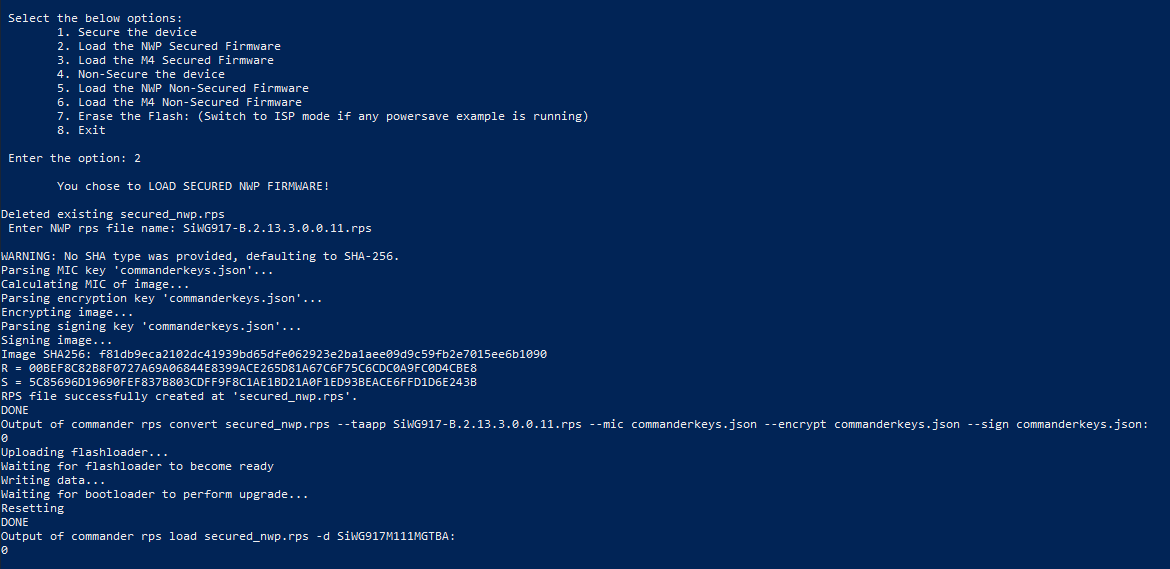 Select the below options:
1. Secure the device
2. Load the NWP Secured Firmware
3. Load the M4 Secured Firmware
4. Non-Secure the device
5. Load the NWP Non-Secured Firmware
6. Load the M4 Non-Secured Firmware
7. Erase the Flash: (Switch to ISP mode if any powersave example is running)
8. Exit
Enter the option: 2
You chose to LOAD SECURED NWP FIRMWARE!
Deleted existing secured_nwp.rps
Enter NWP rps file name: SiWG917-B.2.13.3.0.0.11.rps
WARNING: No SHA type was provided, defaulting to SHA-256.
Parsing MIC key 'commanderkeys.json'...
Calculating MIC of image...
Parsing encryption key 'commanderkeys.json'...
Encrypting image...
Parsing signing key 'commanderkeys.json'...
Signing image...
Image SHA256: f81db9eca2102dc41939bd65dfe062923e2ba1aee09d9c59fb2e7015ee6b1090
R = 00BEF8C82B8F0727A69A06844E8399ACE265D81A67C6F75C6CDC0A9FC0D4CBE8
S = 5C85696D19690FEF837B803CDFF9F8C1AE1BD21A0F1ED93BEACE6FFD1D6E243B
RPS file successfully created at 'secured_nwp.rps'.
DONE
Output of commander rps convert secured_nwp.rps --taapp SiWG917-B.2.13.3.0.0.11.rps --mic commanderkeys.json --encrypt commanderkeys.json --sign commanderkeys.json:
0
Uploading flashloader...
Waiting for flashloader to become ready
Writing data...
Waiting for bootloader to perform upgrade...
Resetting
DONE
Output of commander rps load secured_nwp.rps -d SiWG917M111MGTBA:
0